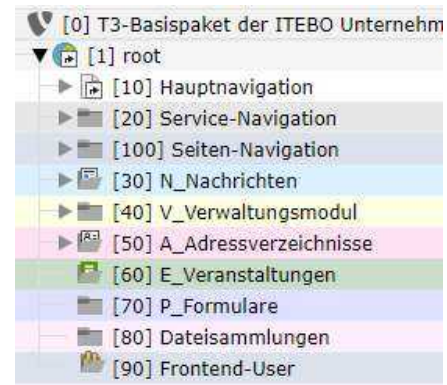 [0] T3-Basispaket der ITEBO Unternehm
[1] root
[10] Hauptnavigation
[20] Service-Navigation
[100] Seiten-Navigation
[30] N_Nachrichten
[40] V_Verwaltungsmodul
[50] A_Adressverzeichnisse
[60] E_Veranstaltungen
[70] P_Formulare
[80] Dateisammlungen
[90] Frontend-User